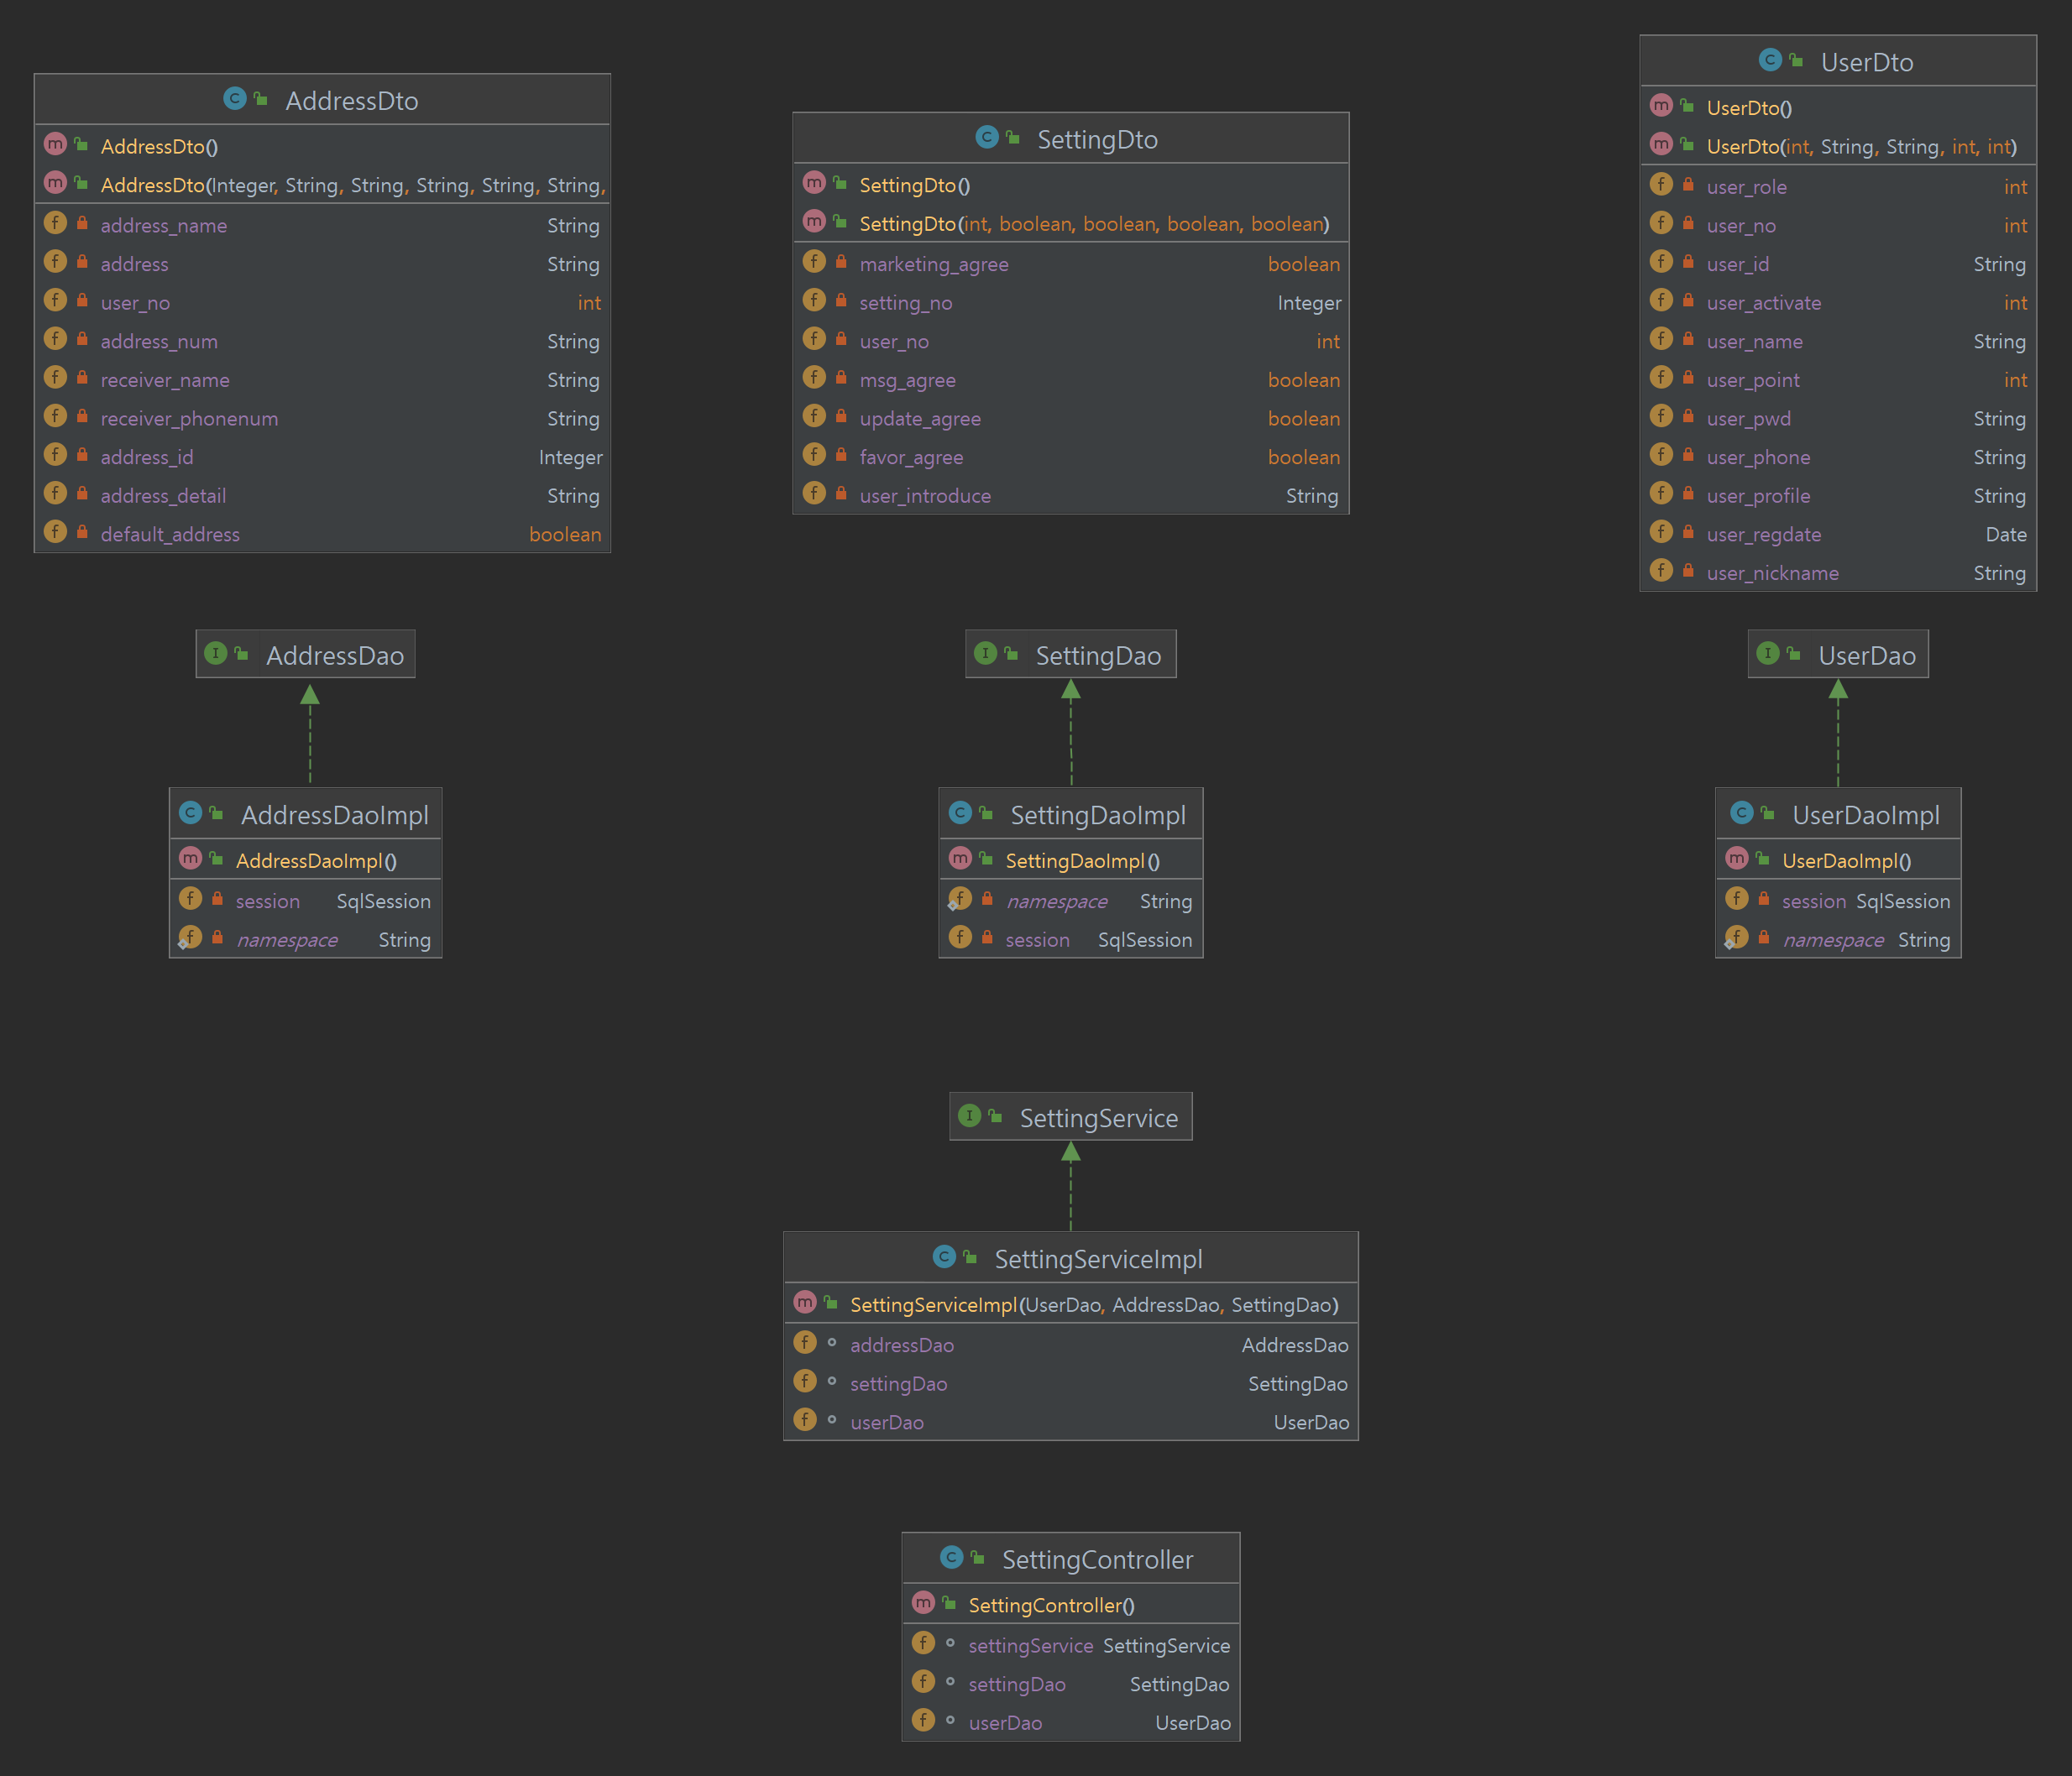 AddressDto
AddressDto()
AddressDto(Integer, String, String, String, String, String,
address_name String
address String
user_no int
address_num String
receiver_name String
receiver_phonenum String
address_id Integer
address_detail String
default_address boolean
SettingDto
SettingDto()
SettingDto(int, boolean, boolean, boolean, boolean)
marketing_agree boolean
setting_no Integer
user_no int
msg_agree boolean
update_agree boolean
favor_agree boolean
user_introduce String
UserDto
UserDto()
UserDto(int, String, String, int, int)
user_role int
user_no int
user_id String
user_activate int
user_name String
user_point int
user_pwd String
user_phone String
user_profile String
user_regdate Date
user_nickname String
AddressDao
SettingDao
UserDao
AddressDaoImpl
AddressDaoImpl()
session SqlSession
namespace String
SettingDaoImpl
SettingDaoImpl()
namespace String
session SqlSession
UserDaoImpl
UserDaoImpl()
session SqlSession
namespace String
SettingService
SettingServiceImpl
SettingServiceImpl(UserDao, AddressDao, SettingDao)
addressDao AddressDao
settingDao SettingDao
userDao UserDao
SettingController
SettingController()
settingService SettingService
settingDao SettingDao
userDao UserDao